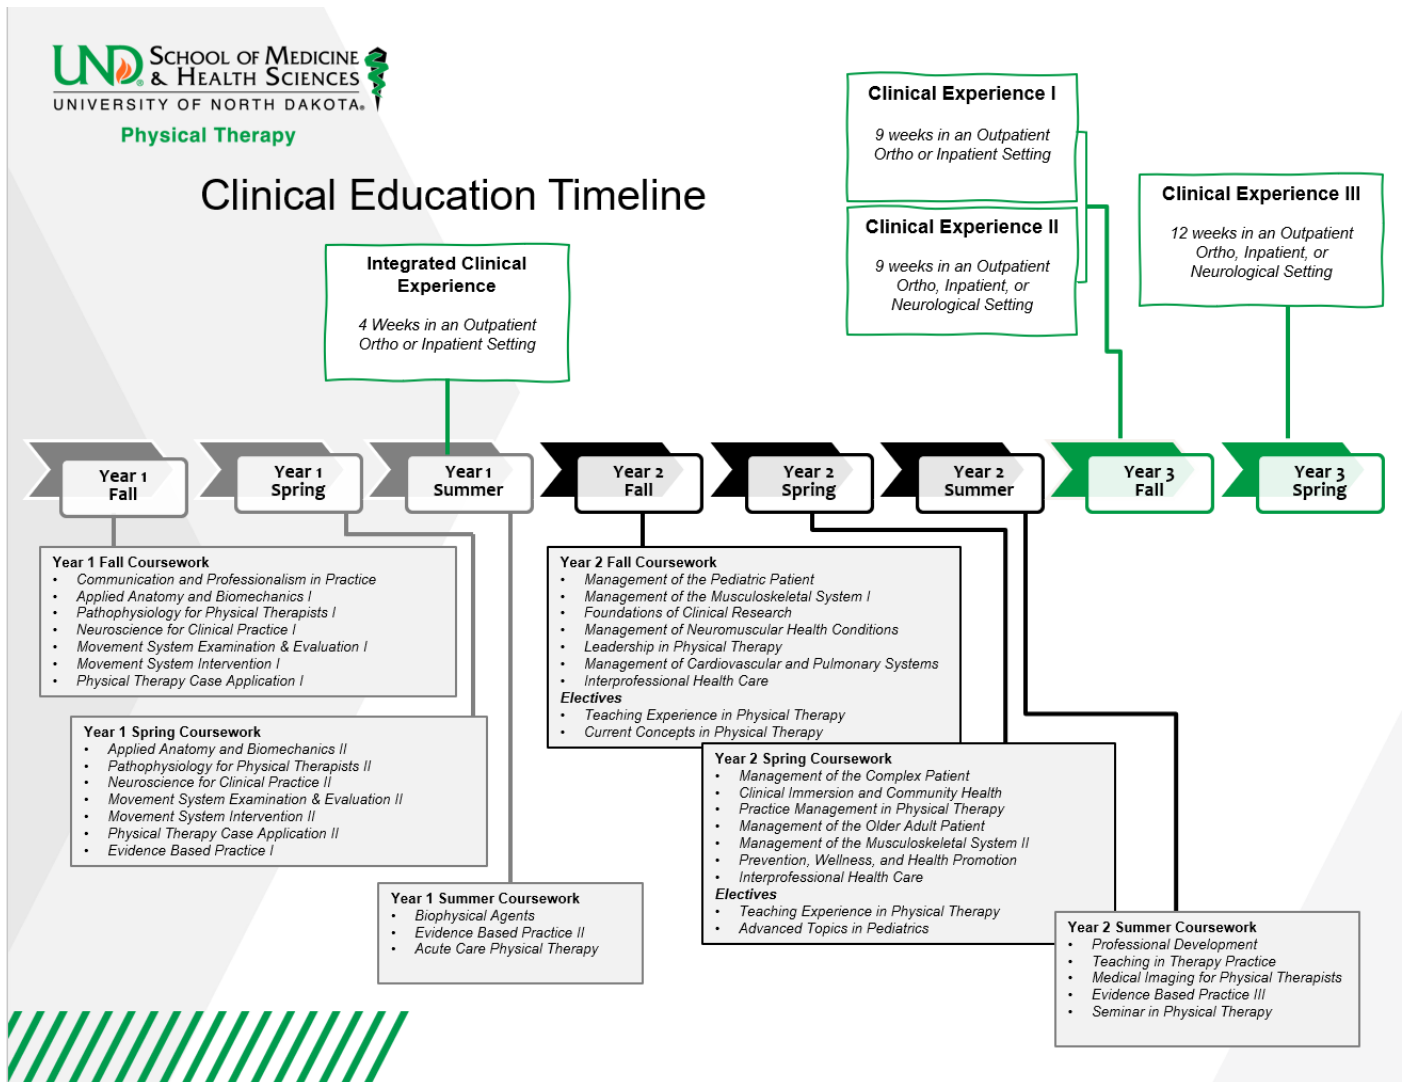 UND SCHOOL OF MEDICINE
& HEALTH SCIENCES
UNIVERSITY OF NORTH DAKOTA®
Physical Therapy
Clinical Education Timeline
Integrated Clinical
Experience
4 Weeks in an Outpatient
Ortho or Inpatient Setting
Clinical Experience I
9 weeks in an Outpatient
Ortho or Inpatient Setting
Clinical Experience II
9 weeks in an Outpatient
Ortho, Inpatient, or
Neurological Setting
Clinical Experience III
12 weeks in an Outpatient
Ortho, Inpatient, or
Neurological Setting
Year 1
Fall
Year 1
Spring
Year 1
Summer
Year 2
Fall
Year 2
Spring
Year 2
Summer
Year 3
Fall
Year 3
Spring
Year 1 Fall Coursework
• Communication and Professionalism in Practice
• Applied Anatomy and Biomechanics I
• Pathophysiology for Physical Therapists I
• Neuroscience for Clinical Practice I
• Movement System Examination & Evaluation I
• Movement System Intervention I
• Physical Therapy Case Application I
Year 1 Spring Coursework
• Applied Anatomy and Biomechanics II
• Pathophysiology for Physical Therapists II
• Neuroscience for Clinical Practice II
• Movement System Examination & Evaluation II
• Movement System Intervention II
• Physical Therapy Case Application II
• Evidence Based Practice I
Year 1 Summer Coursework
• Biophysical Agents
• Evidence Based Practice II
• Acute Care Physical Therapy
Year 2 Fall Coursework
• Management of the Pediatric Patient
• Management of the Musculoskeletal System I
• Foundations of Clinical Research
• Management of Neuromuscular Health Conditions
• Leadership in Physical Therapy
• Management of Cardiovascular and Pulmonary Systems
• Interprofessional Health Care
Electives
• Teaching Experience in Physical Therapy
• Current Concepts in Physical Therapy
Year 2 Spring Coursework
• Management of the Complex Patient
• Clinical Immersion and Community Health
• Practice Management in Physical Therapy
• Management of the Older Adult Patient
• Management of the Musculoskeletal System II
• Prevention, Wellness, and Health Promotion
• Interprofessional Health Care
Electives
• Teaching Experience in Physical Therapy
• Advanced Topics in Pediatrics
Year 2 Summer Coursework
• Professional Development
• Teaching in Therapy Practice
• Medical Imaging for Physical Therapists
• Evidence Based Practice III
• Seminar in Physical Therapy